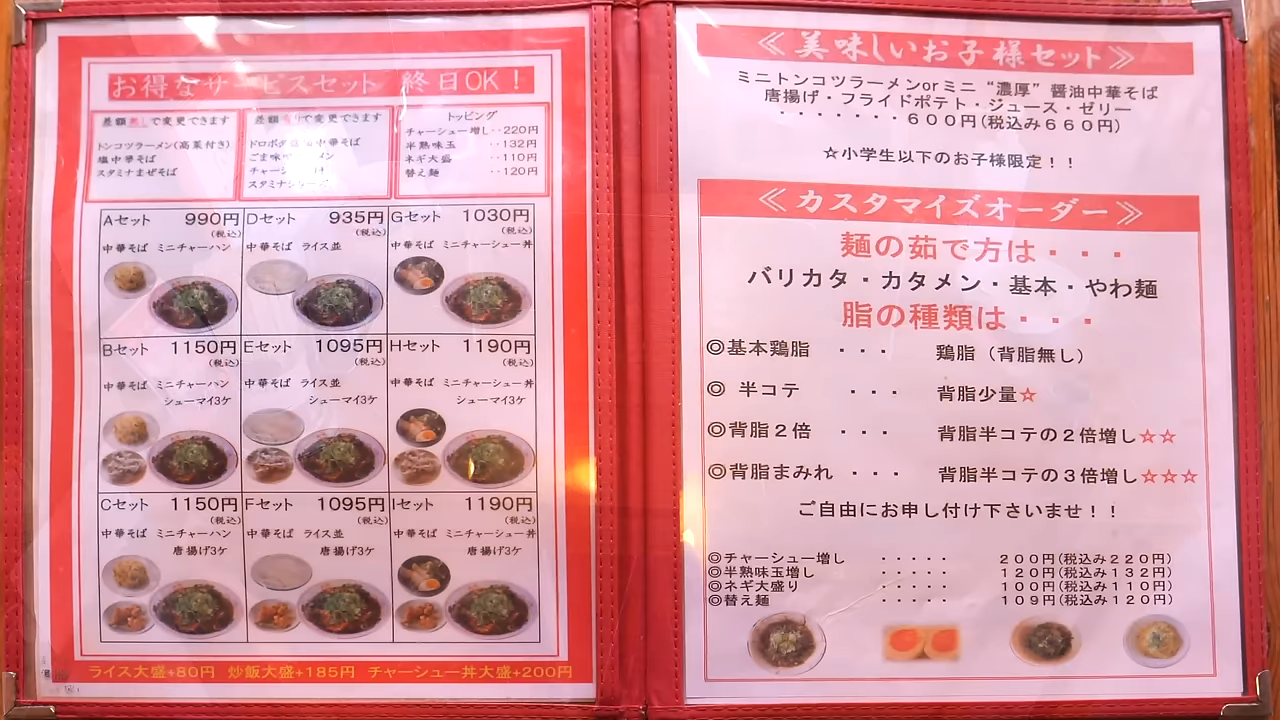 お得なサービスセット 終日OK！
差額無しで変更できます
トンコツラーメン(高菜付き)
塩中華そば
スタミナまぜそば
差額有りで変更できます
ドロポタ 中華そば
ごま味 メン
チャー
スタミナ
トッピング
チャーシュー増し‥220円
半熟味玉 ‥132円
ネギ大盛 ‥110円
替え麺 ‥120円
Aセット 990円
(税込)
中華そば ミニチャーハン
Dセット 935円
(税込)
中華そば ライス並
Gセット 1030円
(税込)
中華そば ミニチャーシュー丼
Bセット 1150円
(税込)
中華そば ミニチャーハン
シューマイ3ケ
Eセット 1095円
(税込)
中華そば ライス並
シューマイ3ケ
Hセット 1190円
(税込)
中華そば ミニチャーシュー丼
シューマイ3ケ
Cセット 1150円
(税込)
中華そば ミニチャーハン
唐揚げ3ケ
Fセット 1095円
(税込)
中華そば ライス並
唐揚げ3ケ
Iセット 1190円
(税込)
中華そば ミニチャーシュー丼
唐揚げ3ケ
ライス大盛+80円 炒飯大盛+185円 チャーシュー丼大盛+200円
≪美味しいお子様セット≫
ミニトンコツラーメンorミニ“濃厚”醤油中華そば
唐揚げ・フライドポテト・ジュース・ゼリー
・・・・・・・６００円(税込み６６０円)
☆小学生以下のお子様限定！！
≪カスタマイズオーダー≫
麺の茹で方は・・・
バリカタ・カタメン・基本・やわ麺
脂の種類は・・・
◎基本鶏脂 ・・・ 鶏脂（背脂無し）
◎ 半コテ ・・・ 背脂少量☆
◎背脂２倍 ・・・ 背脂半コテの２倍増し☆☆
◎背脂まみれ ・・・ 背脂半コテの３倍増し☆☆☆
ご自由にお申し付け下さいませ！！
◎チャーシュー増し ・・・・・ ２００円(税込み２２０円)
◎半熟味玉増し ・・・・・ １２０円(税込み１３２円)
◎ネギ大盛り ・・・・・ １００円(税込み１１０円)
◎替え麺 ・・・・・ １０９円(税込み１２０円)